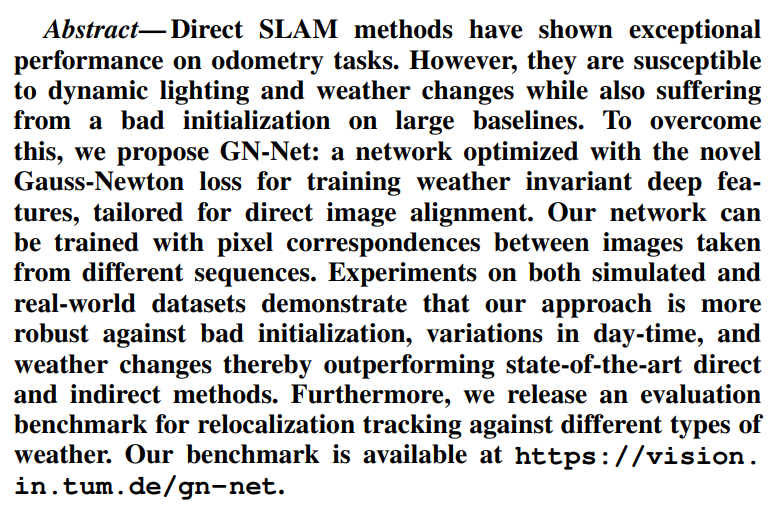 Abstract— Direct SLAM methods have shown exceptional
performance on odometry tasks. However, they are susceptible
to dynamic lighting and weather changes while also suffering
from a bad initialization on large baselines. To overcome
this, we propose GN-Net: a network optimized with the novel
Gauss-Newton loss for training weather invariant deep fea-
tures, tailored for direct image alignment. Our network can
be trained with pixel correspondences between images taken
from different sequences. Experiments on both simulated and
real-world datasets demonstrate that our approach is more
robust against bad initialization, variations in day-time, and
weather changes thereby outperforming state-of-the-art direct
and indirect methods. Furthermore, we release an evaluation
benchmark for relocalization tracking against different types of
weather. Our benchmark is available at https://vision.
in.tum.de/gn-net.